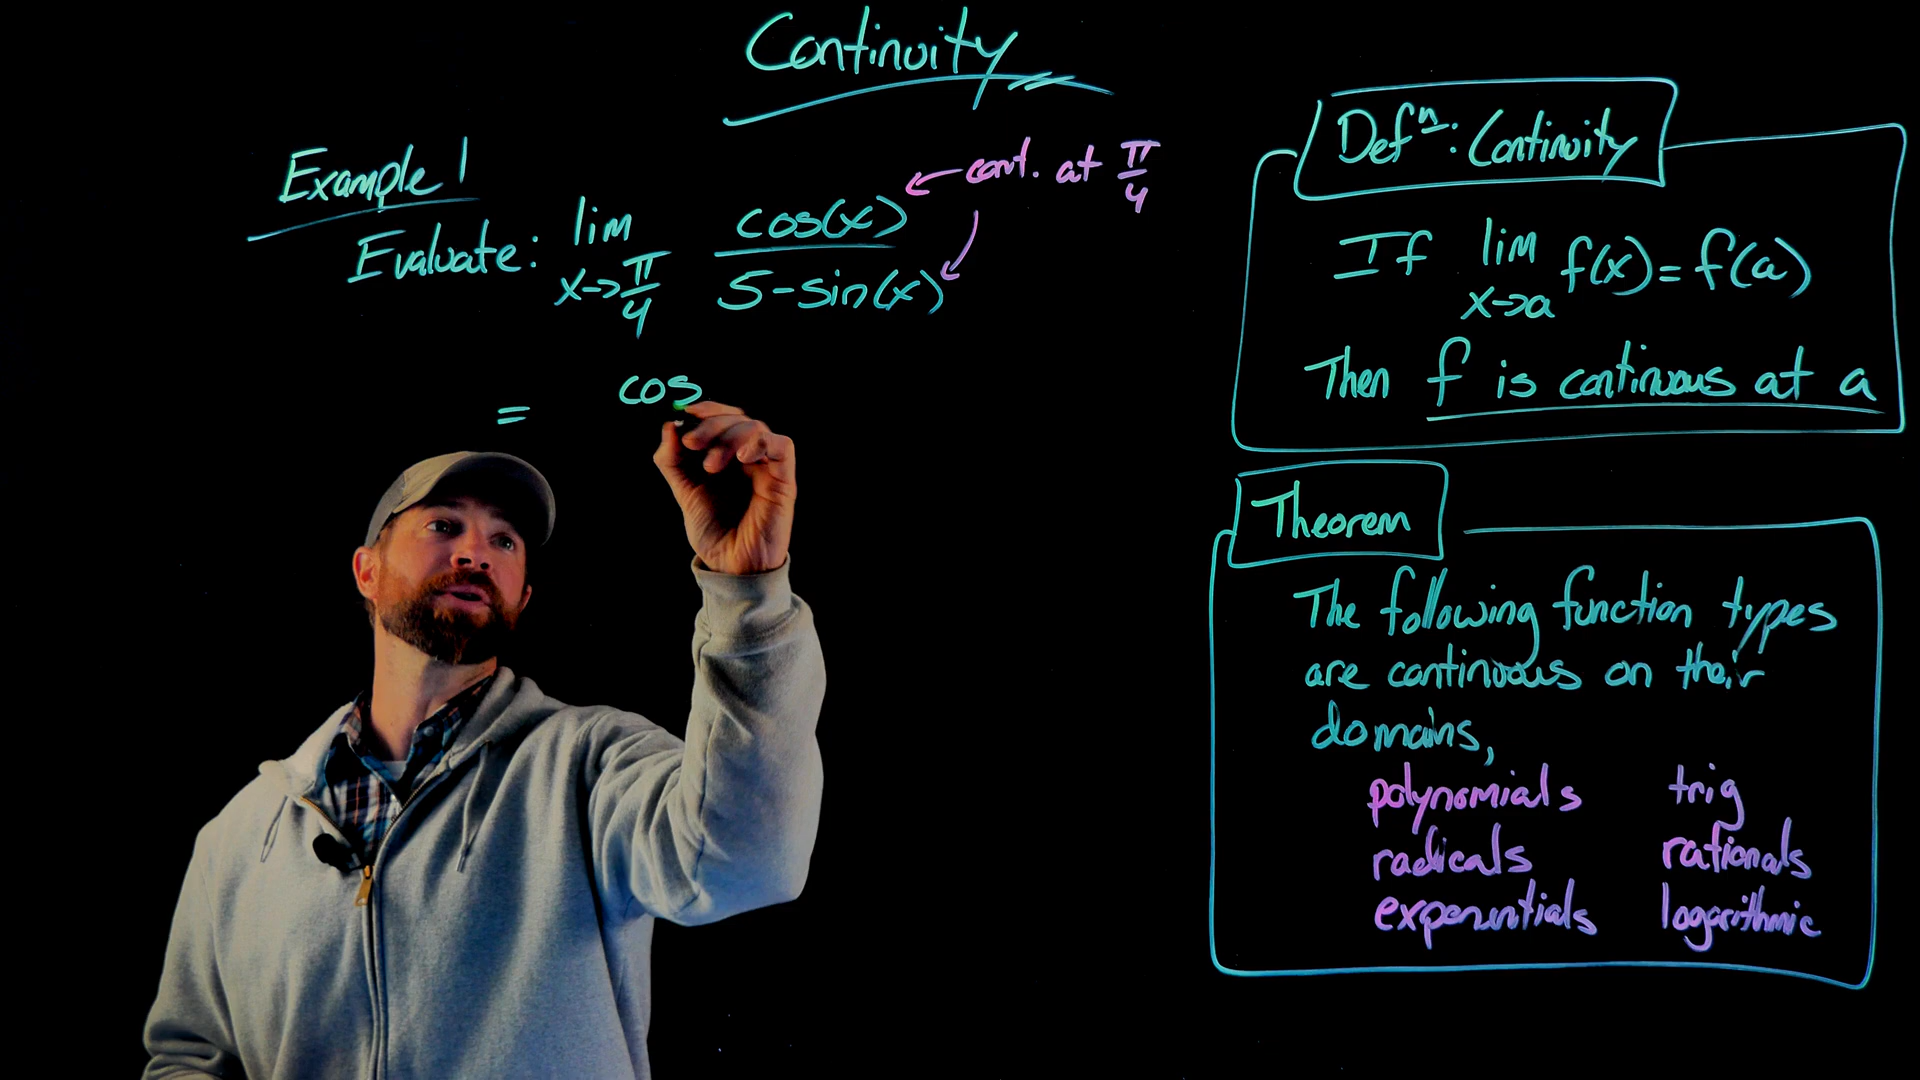 Continuity
Example 1
Evaluate: lim x→π/4 cos(x)/5-sin(x)
←cont. at π/4
= cos
Defⁿ: Continuity
If lim x→a f(x) = f(a)
Then f is continuous at a
Theorem
The following function types
are continuous on their
domains,
polynomials trig
radicals rationals
exponentials logarithmic